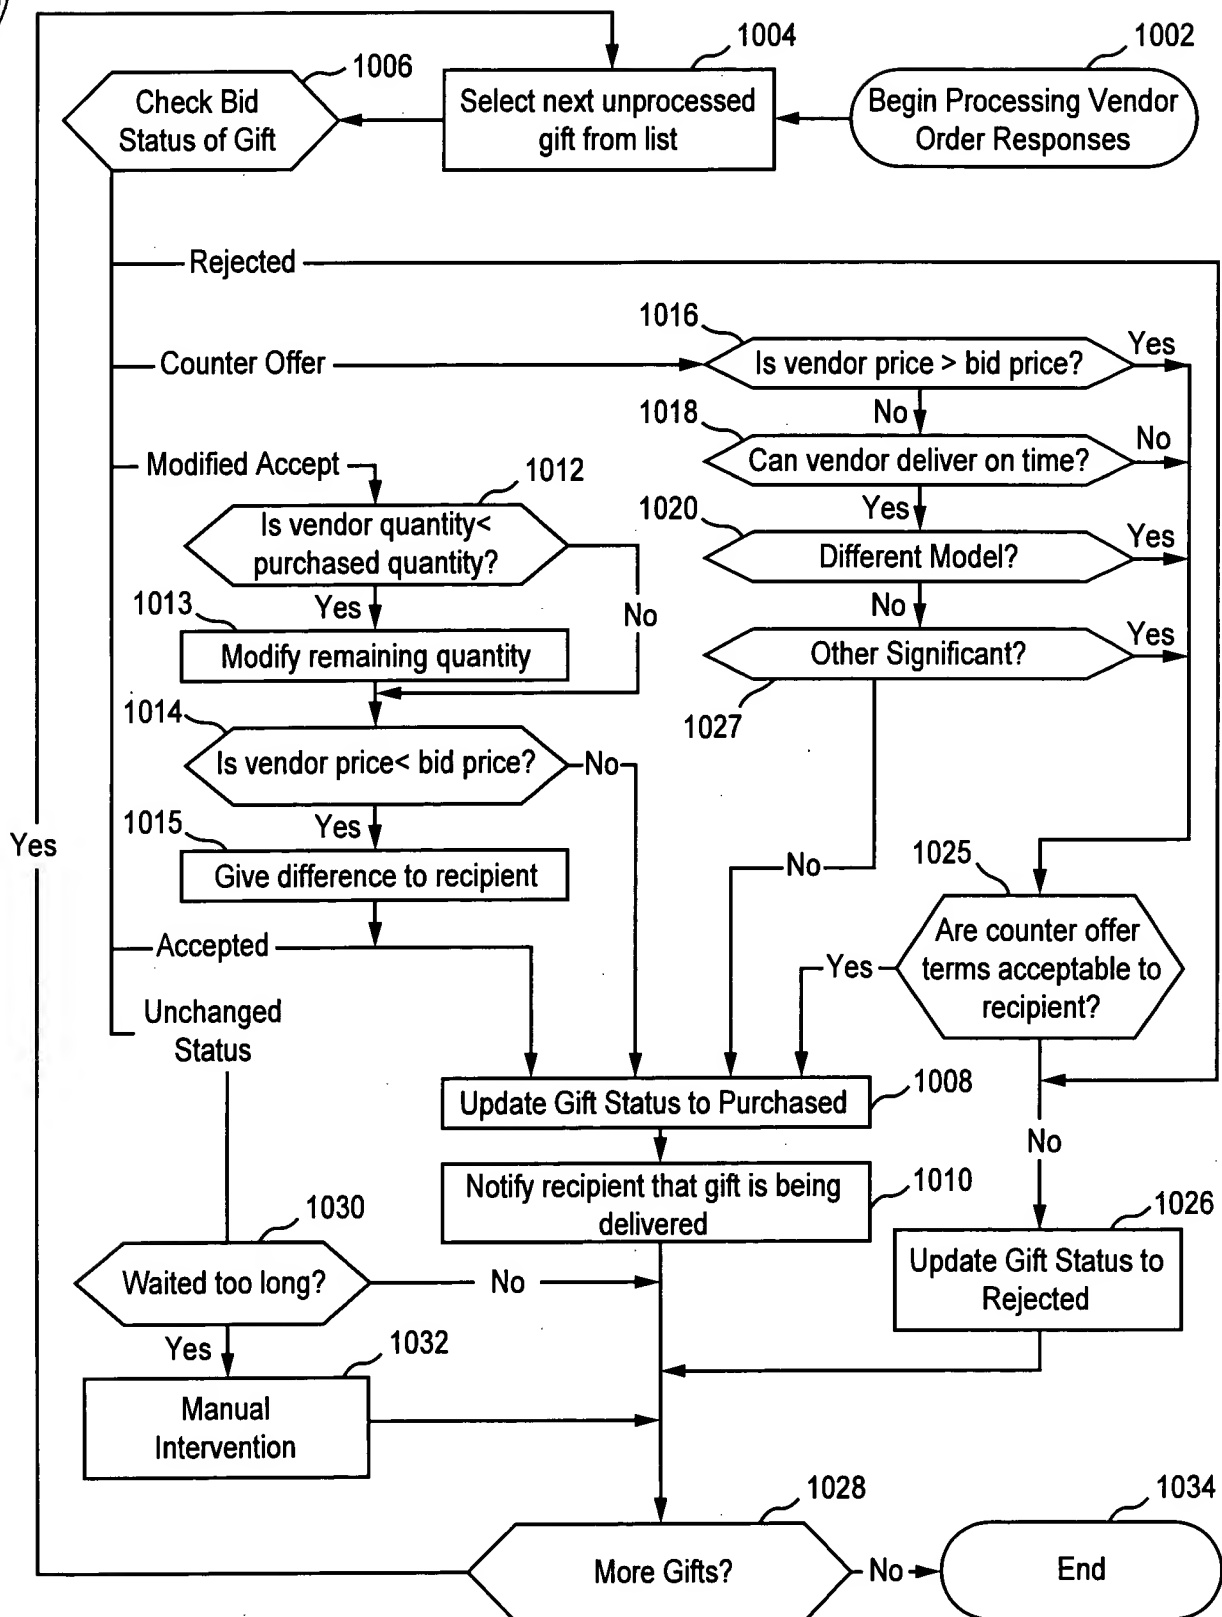 1004
1002
1006
Check Bid
Status of Gift
Select next unprocessed
gift from list
Begin Processing Vendor
Order Responses
Rejected
1016
Counter Offer
Is vendor price > bid price?
Yes
No
1018
Modified Accept
Can vendor deliver on time?
No
1012
Is vendor quantity<
purchased quantity?
Yes
1020
Different Model?
Yes
1013
Yes
No
No
Modify remaining quantity
Other Significant?
Yes
1027
1014
Is vendor price< bid price?
No
1015
Yes
Yes
Give difference to recipient
No
1025
Accepted
Are counter offer
terms acceptable to
recipient?
Yes
Unchanged
Status
Update Gift Status to Purchased
1008
No
Notify recipient that gift is being
delivered
1010
1030
1026
Waited too long?
No
Update Gift Status to
Rejected
Yes
1032
Manual
Intervention
1028
1034
More Gifts?
No
End